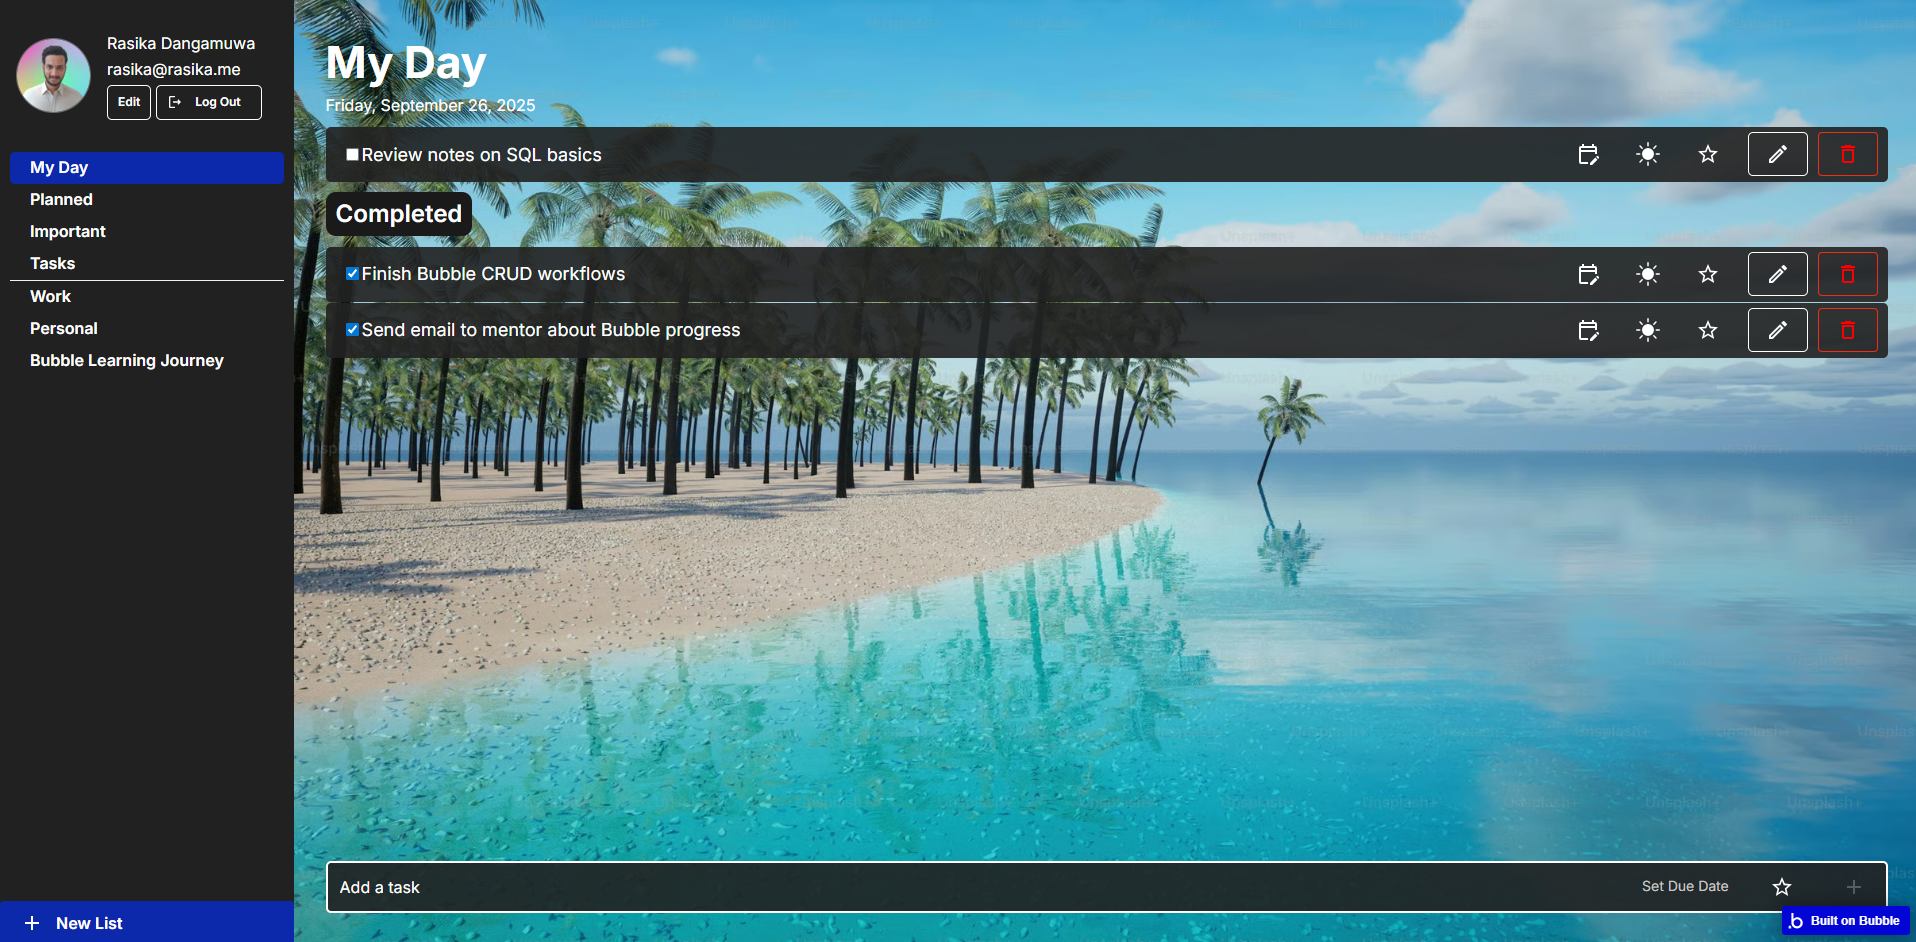 Rasika Dangamuwa
rasika@rasika.me
Edit
Log Out
My Day
Planned
Important
Tasks
Work
Personal
Bubble Learning Journey
New List
My Day
Friday, September 26, 2025
Review notes on SQL basics
Completed
Finish Bubble CRUD workflows
Send email to mentor about Bubble progress
Add a task
Set Due Date
Built on Bubble
Unsplash+